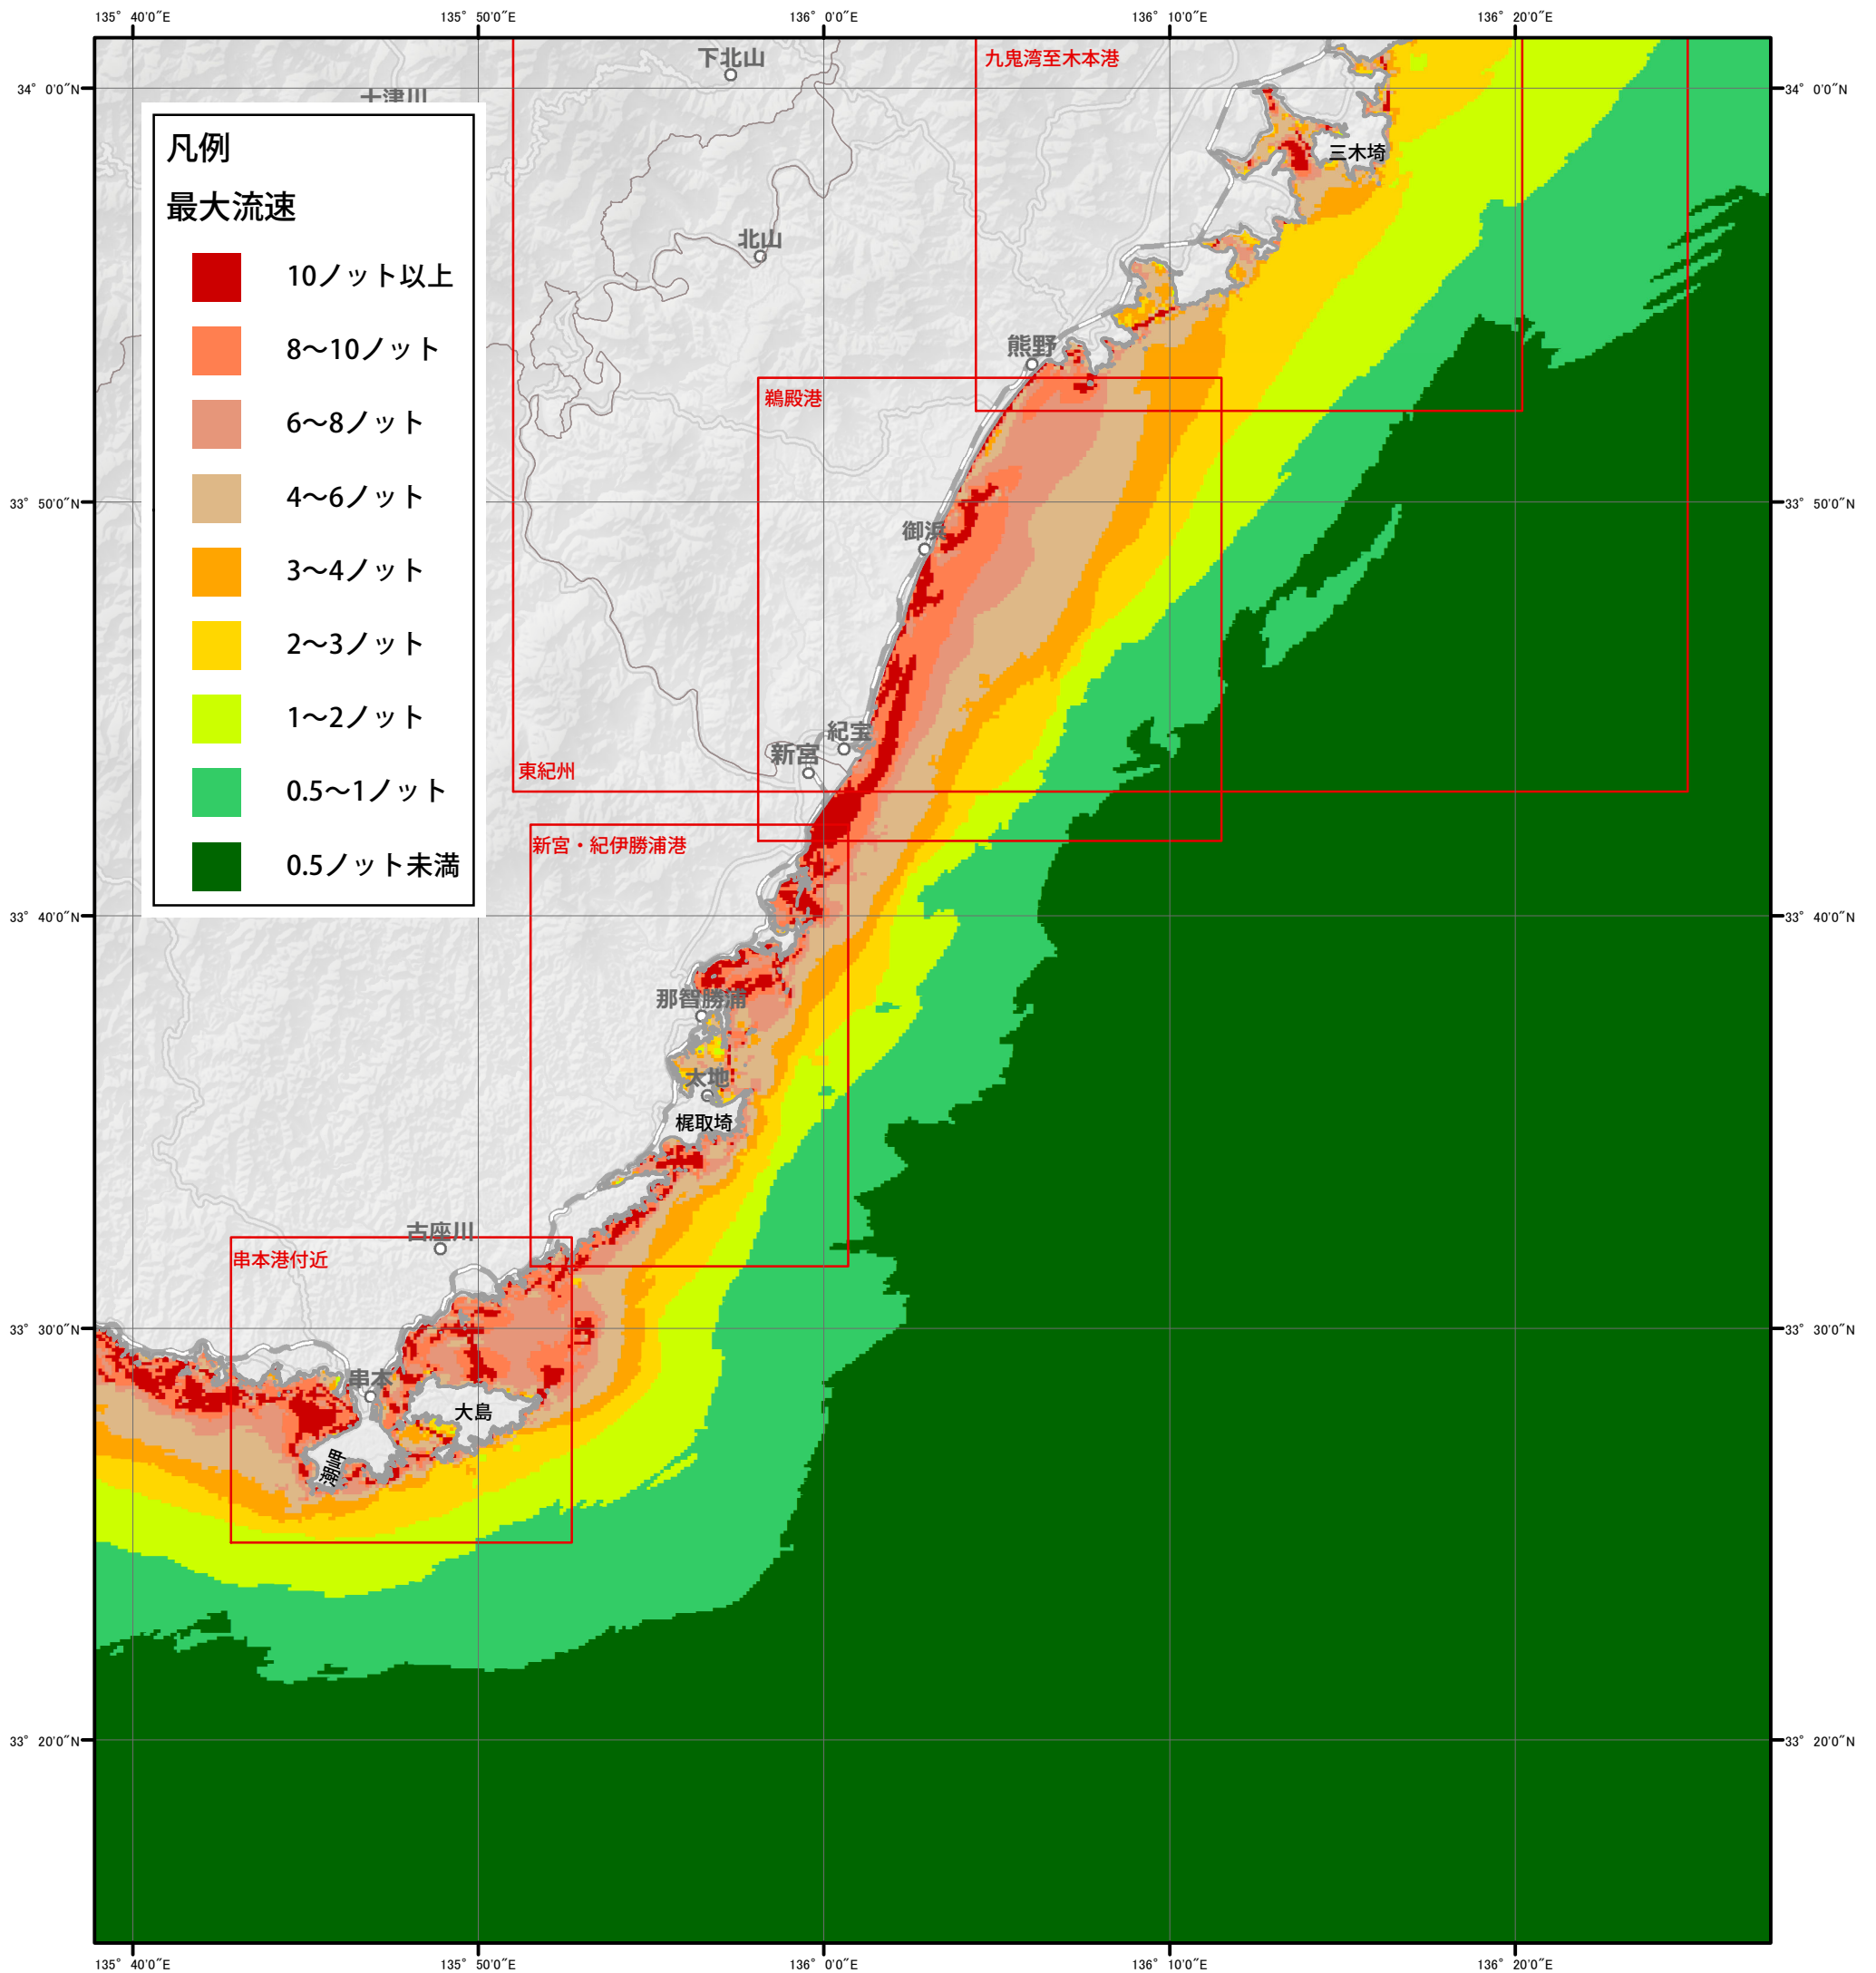 135° 40'0"E
135° 50'0"E
136° 0'0"E
136° 10'0"E
136° 20'0"E
九鬼湾至木本港
下北山
34° 0'0"N
34° 0'0"N
十津川
凡例
三木埼
最大流速
北山
10ノット以上
8～10ノット
熊野
鵜殿港
6～8ノット
4～6ノット
33° 50'0"N
33° 50'0"N
御浜
3～4ノット
2～3ノット
1～2ノット
紀宝
新宮
東紀州
0.5～1ノット
新宮・紀伊勝浦港
0.5ノット未満
33° 40'0"N
33° 40'0"N
那智勝浦
太地
梶取埼
古座川
串本港付近
33° 30'0"N
33° 30'0"N
串本
大島
潮岬
33° 20'0"N
33° 20'0"N
135° 40'0"E
135° 50'0"E
136° 0'0"E
136° 10'0"E
136° 20'0"E